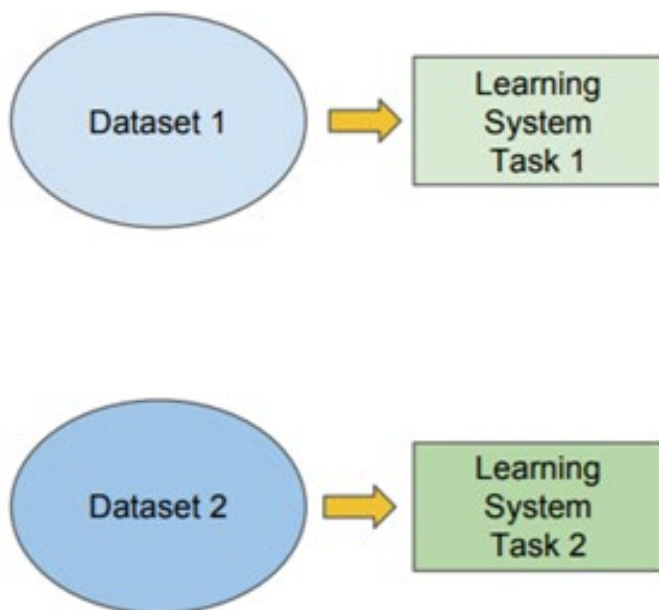 Dataset 1
Learning
System
Task 1
Dataset 2
Learning
System
Task 2